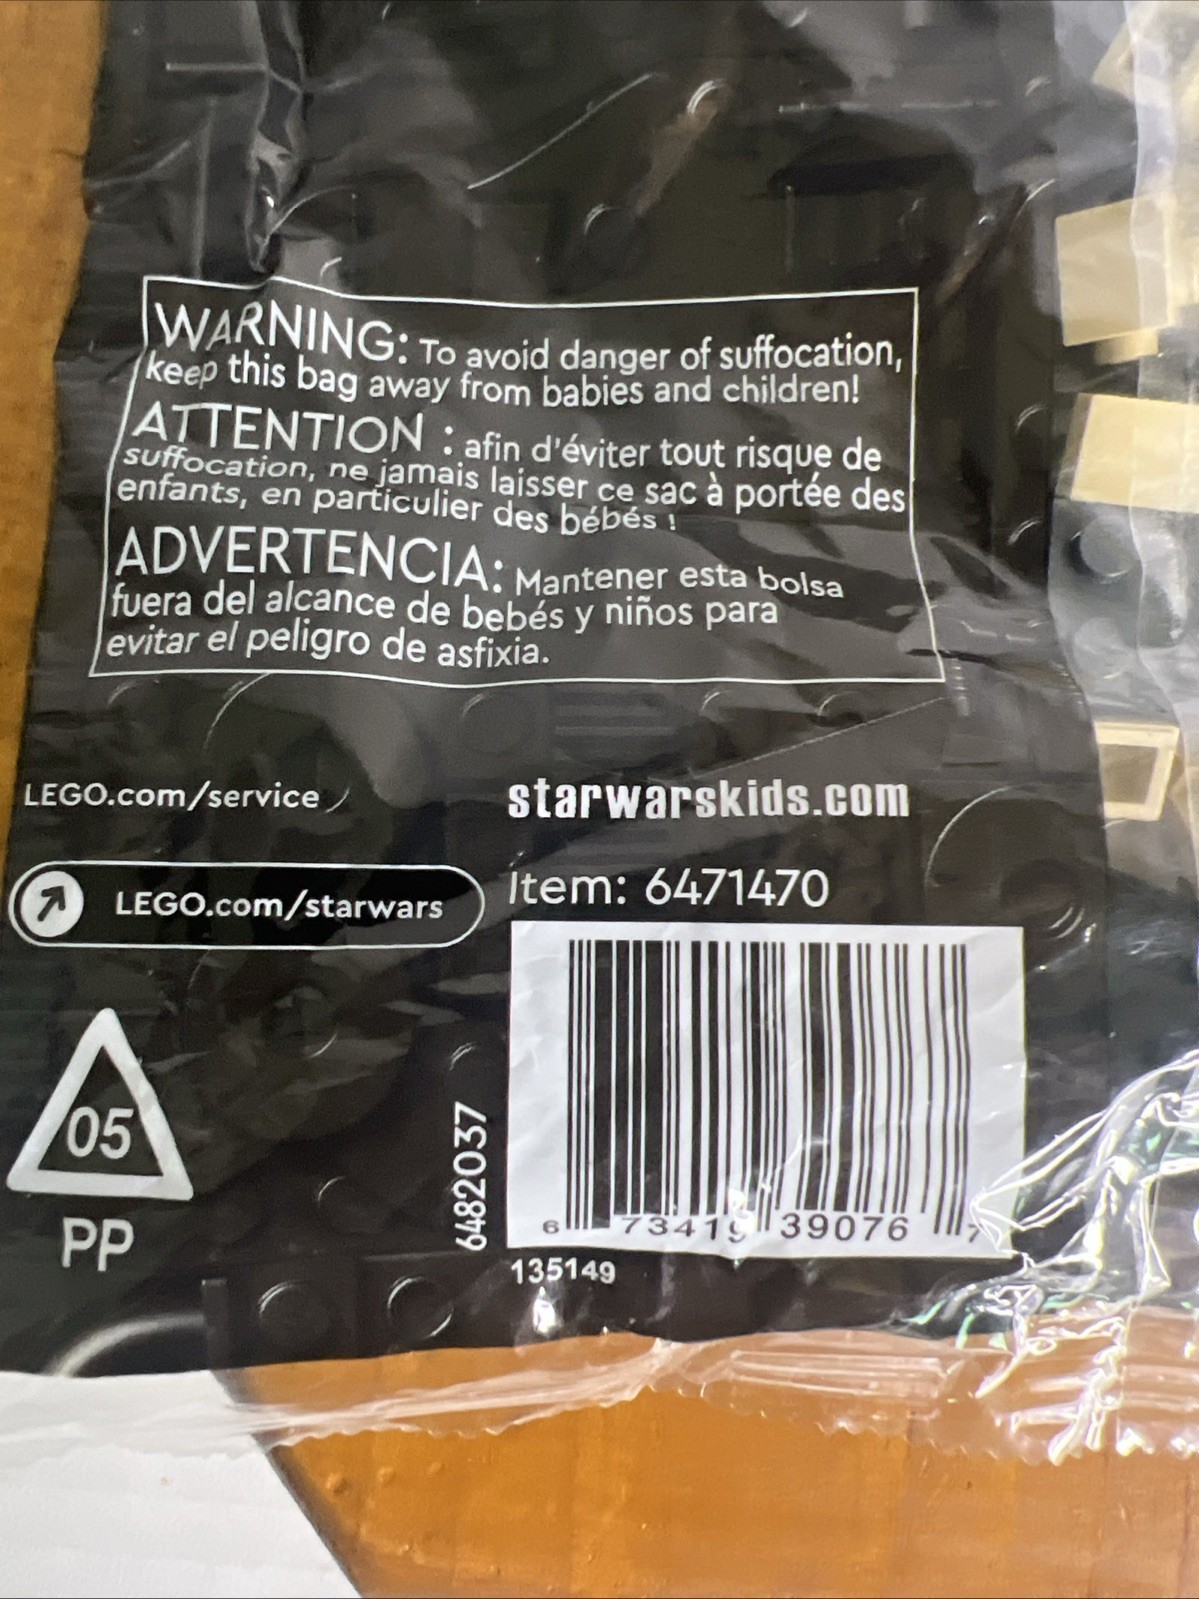 WARNING: To avoid danger of suffocation,
keep this bag away from babies and children!
ATTENTION : afin d'éviter tout risque de
suffocation, ne jamais laisser ce sac à portée des
enfants, en particulier des bébés !
ADVERTENCIA: Mantener esta bolsa
fuera del alcance de bebés y niños para
evitar el peligro de asfixia.
LEGO.com/service
starwarskids.com
LEGO.com/starwars
Item: 6471470
05
PP
6482037
6 73419 39076 7
135149